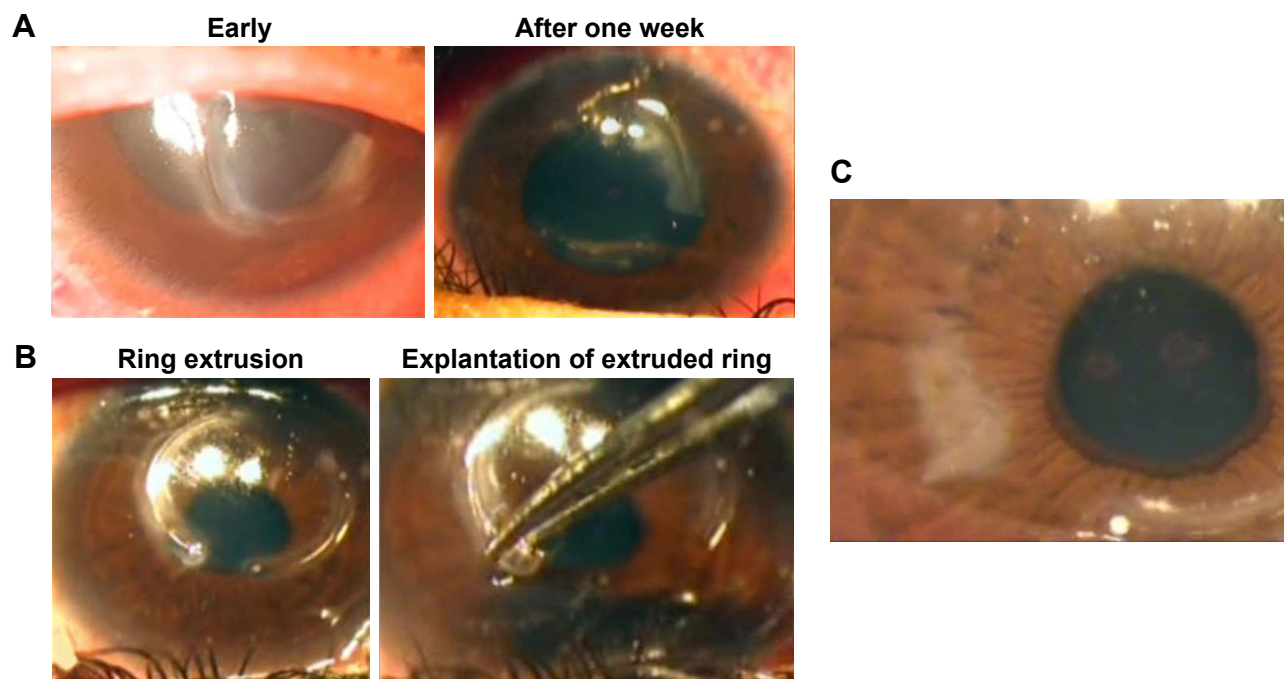 A
Early
After one week
B
Ring extrusion
Explantation of extruded ring
C